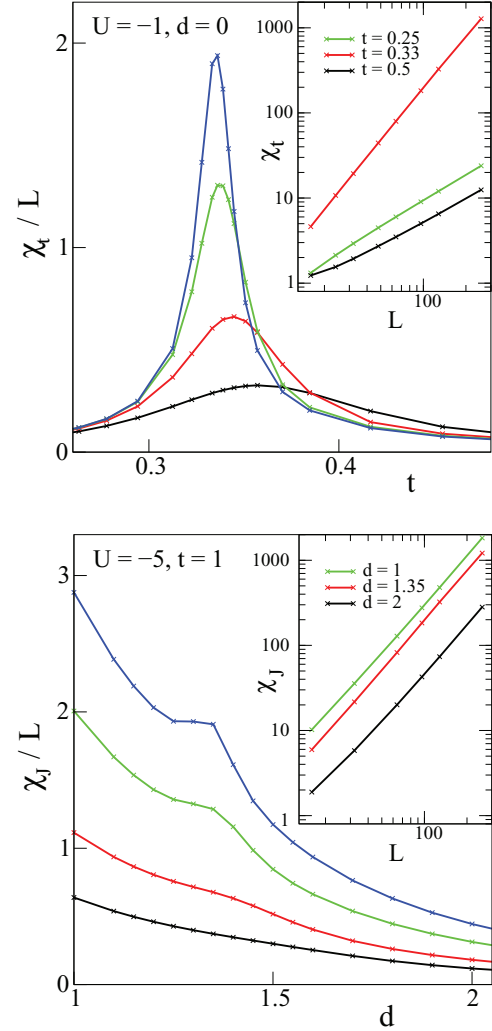 U = −1, d = 0
2
1
0
χt / L
0.3
0.4
t
1000
100
10
1
χt
t = 0.25
t = 0.33
t = 0.5
100
L
U = −5, t = 1
3
2
1
0
χJ / L
1
1.5
2
d
1000
100
10
1
χJ
d = 1
d = 1.35
d = 2
100
L